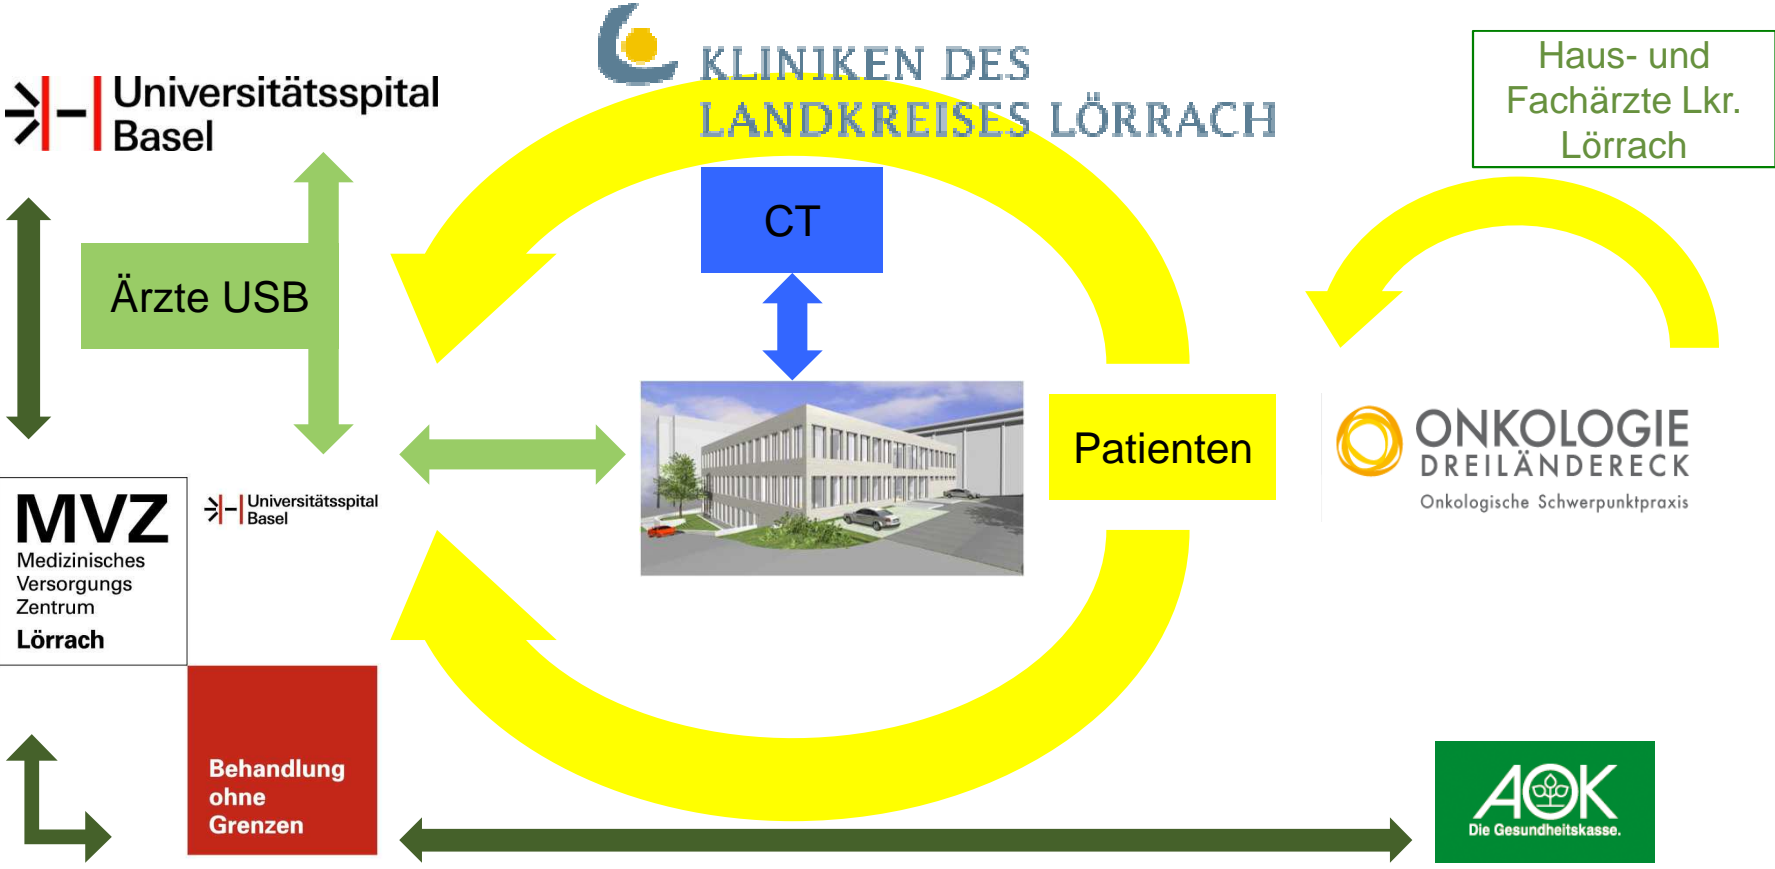 KLINIKEN DES
LANDKREISES LÖRRACH
Haus- und
Fachärzte Lkr.
Lörrach
Universitätsspital
Basel
CT
Ärzte USB
Patienten
ONKOLOGIE
DREILÄNDERECK
Onkologische Schwerpunktpraxis
MVZ
Medizinisches
Versorgungs
Zentrum
Lörrach
Universitätsspital
Basel
Behandlung
ohne
Grenzen
AOK
Die Gesundheitskasse.